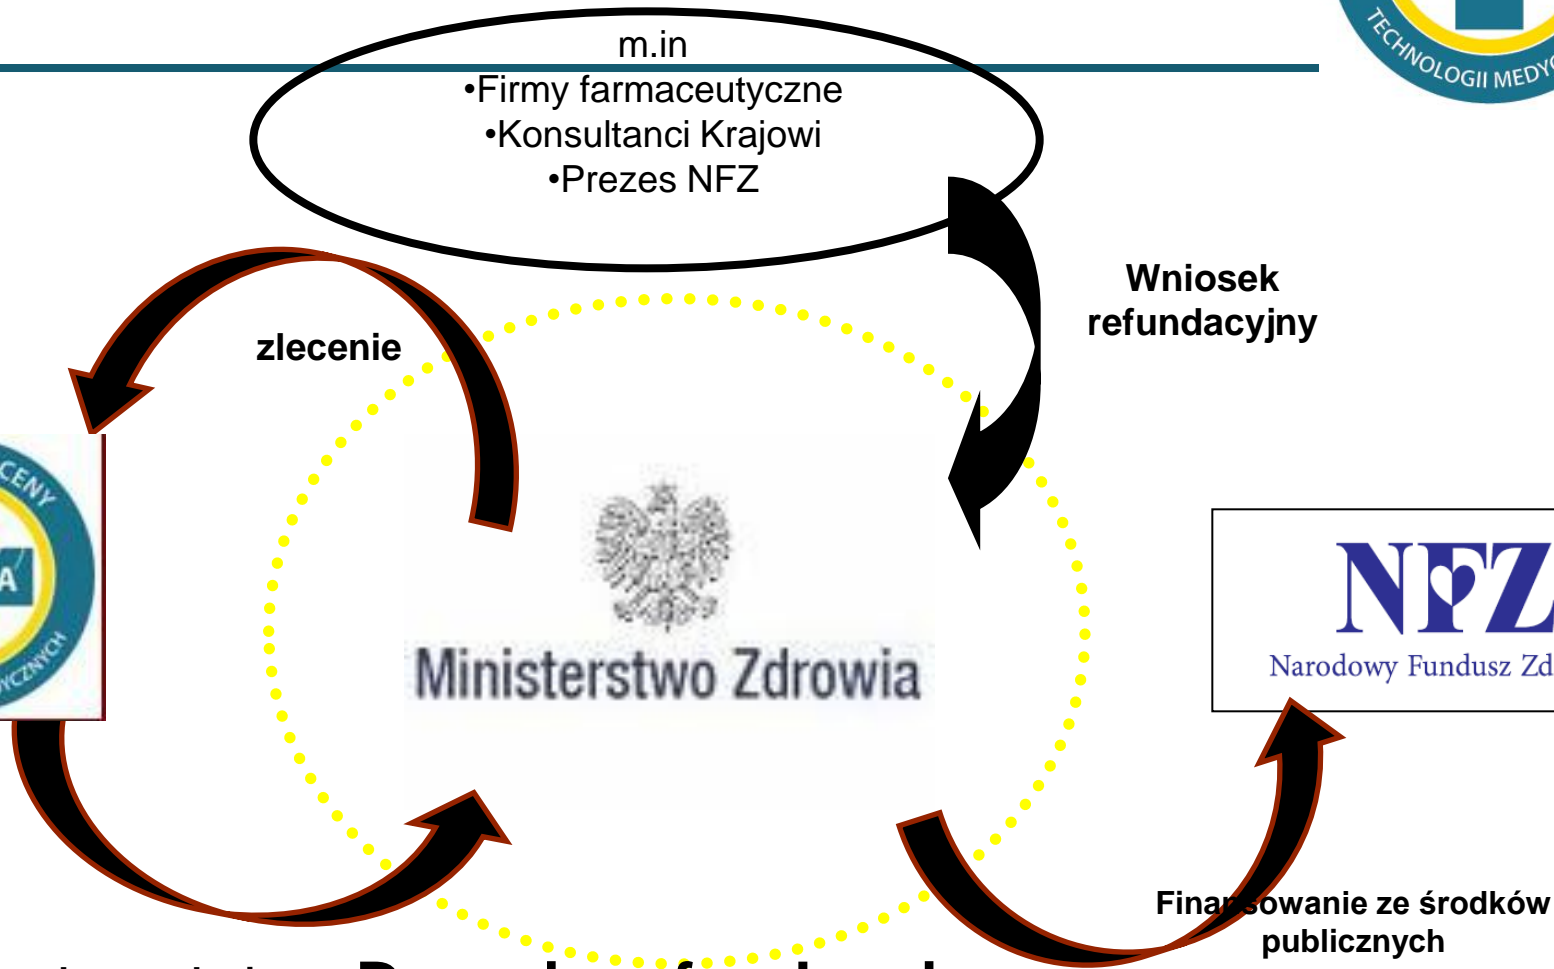 m.in
•Firmy farmaceutyczne
•Konsultanci Krajowi
•Prezes NFZ
TECHNOLOGII
Wniosek
refundacyjny
zlecenie
Ministerstwo Zdrowia
NFZ
Narodowy Fundusz
Finansowanie ze środków
publicznych